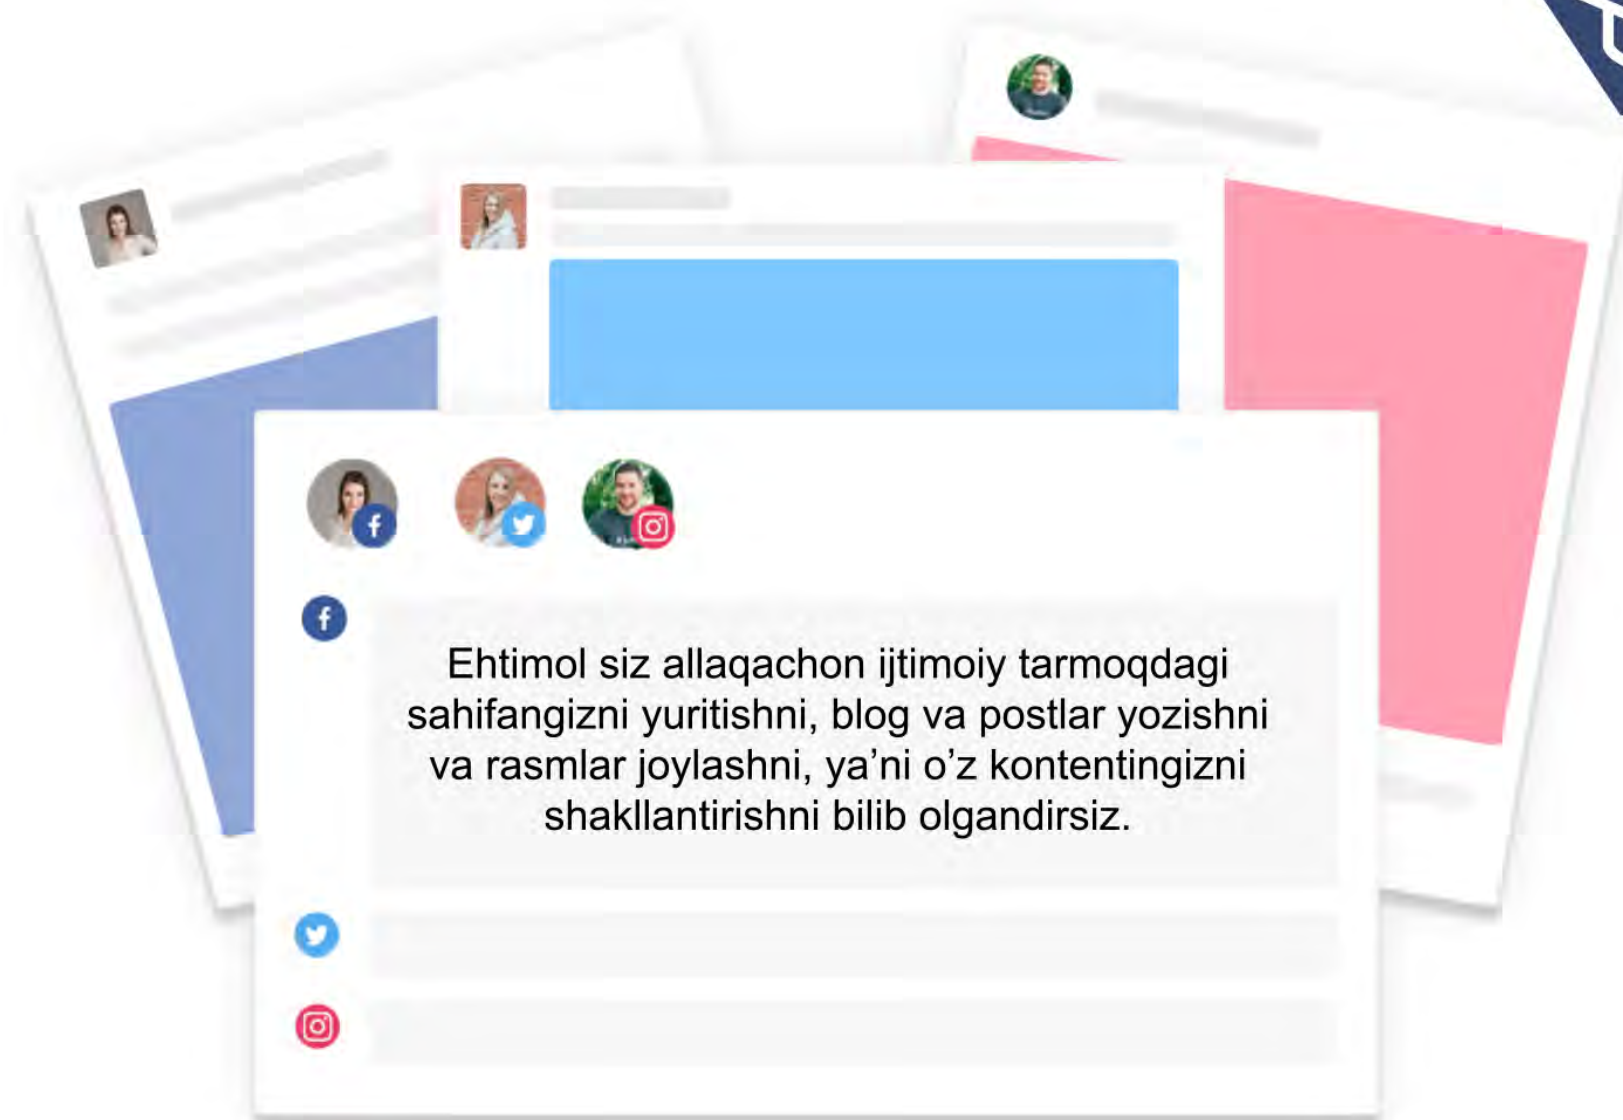 Ehtimol siz allaqachon ijtimoiy tarmoqdagi
sahifangizni yuritishni, blog va postlar yozishni
va rasmlar joylashni, ya’ni o’z kontentingizni
shakllantirishni bilib olgandirsiz.